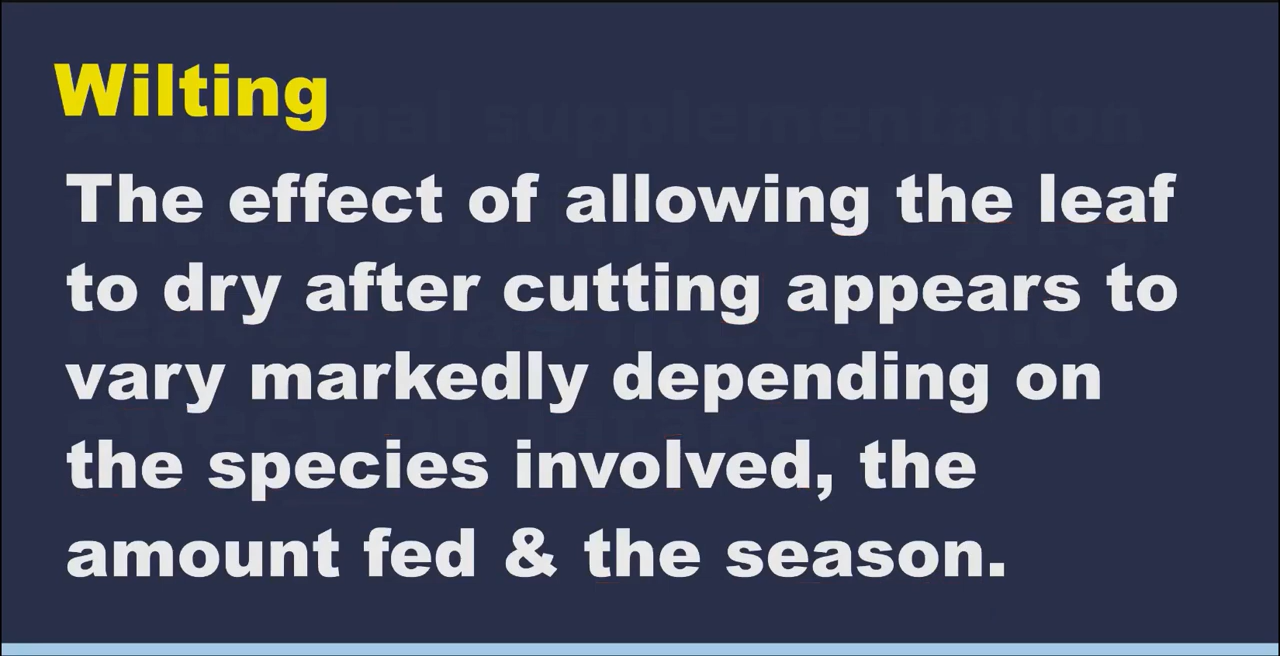 Wilting
The effect of allowing the leaf
to dry after cutting appears to
vary markedly depending on
the species involved, the
amount fed & the season.